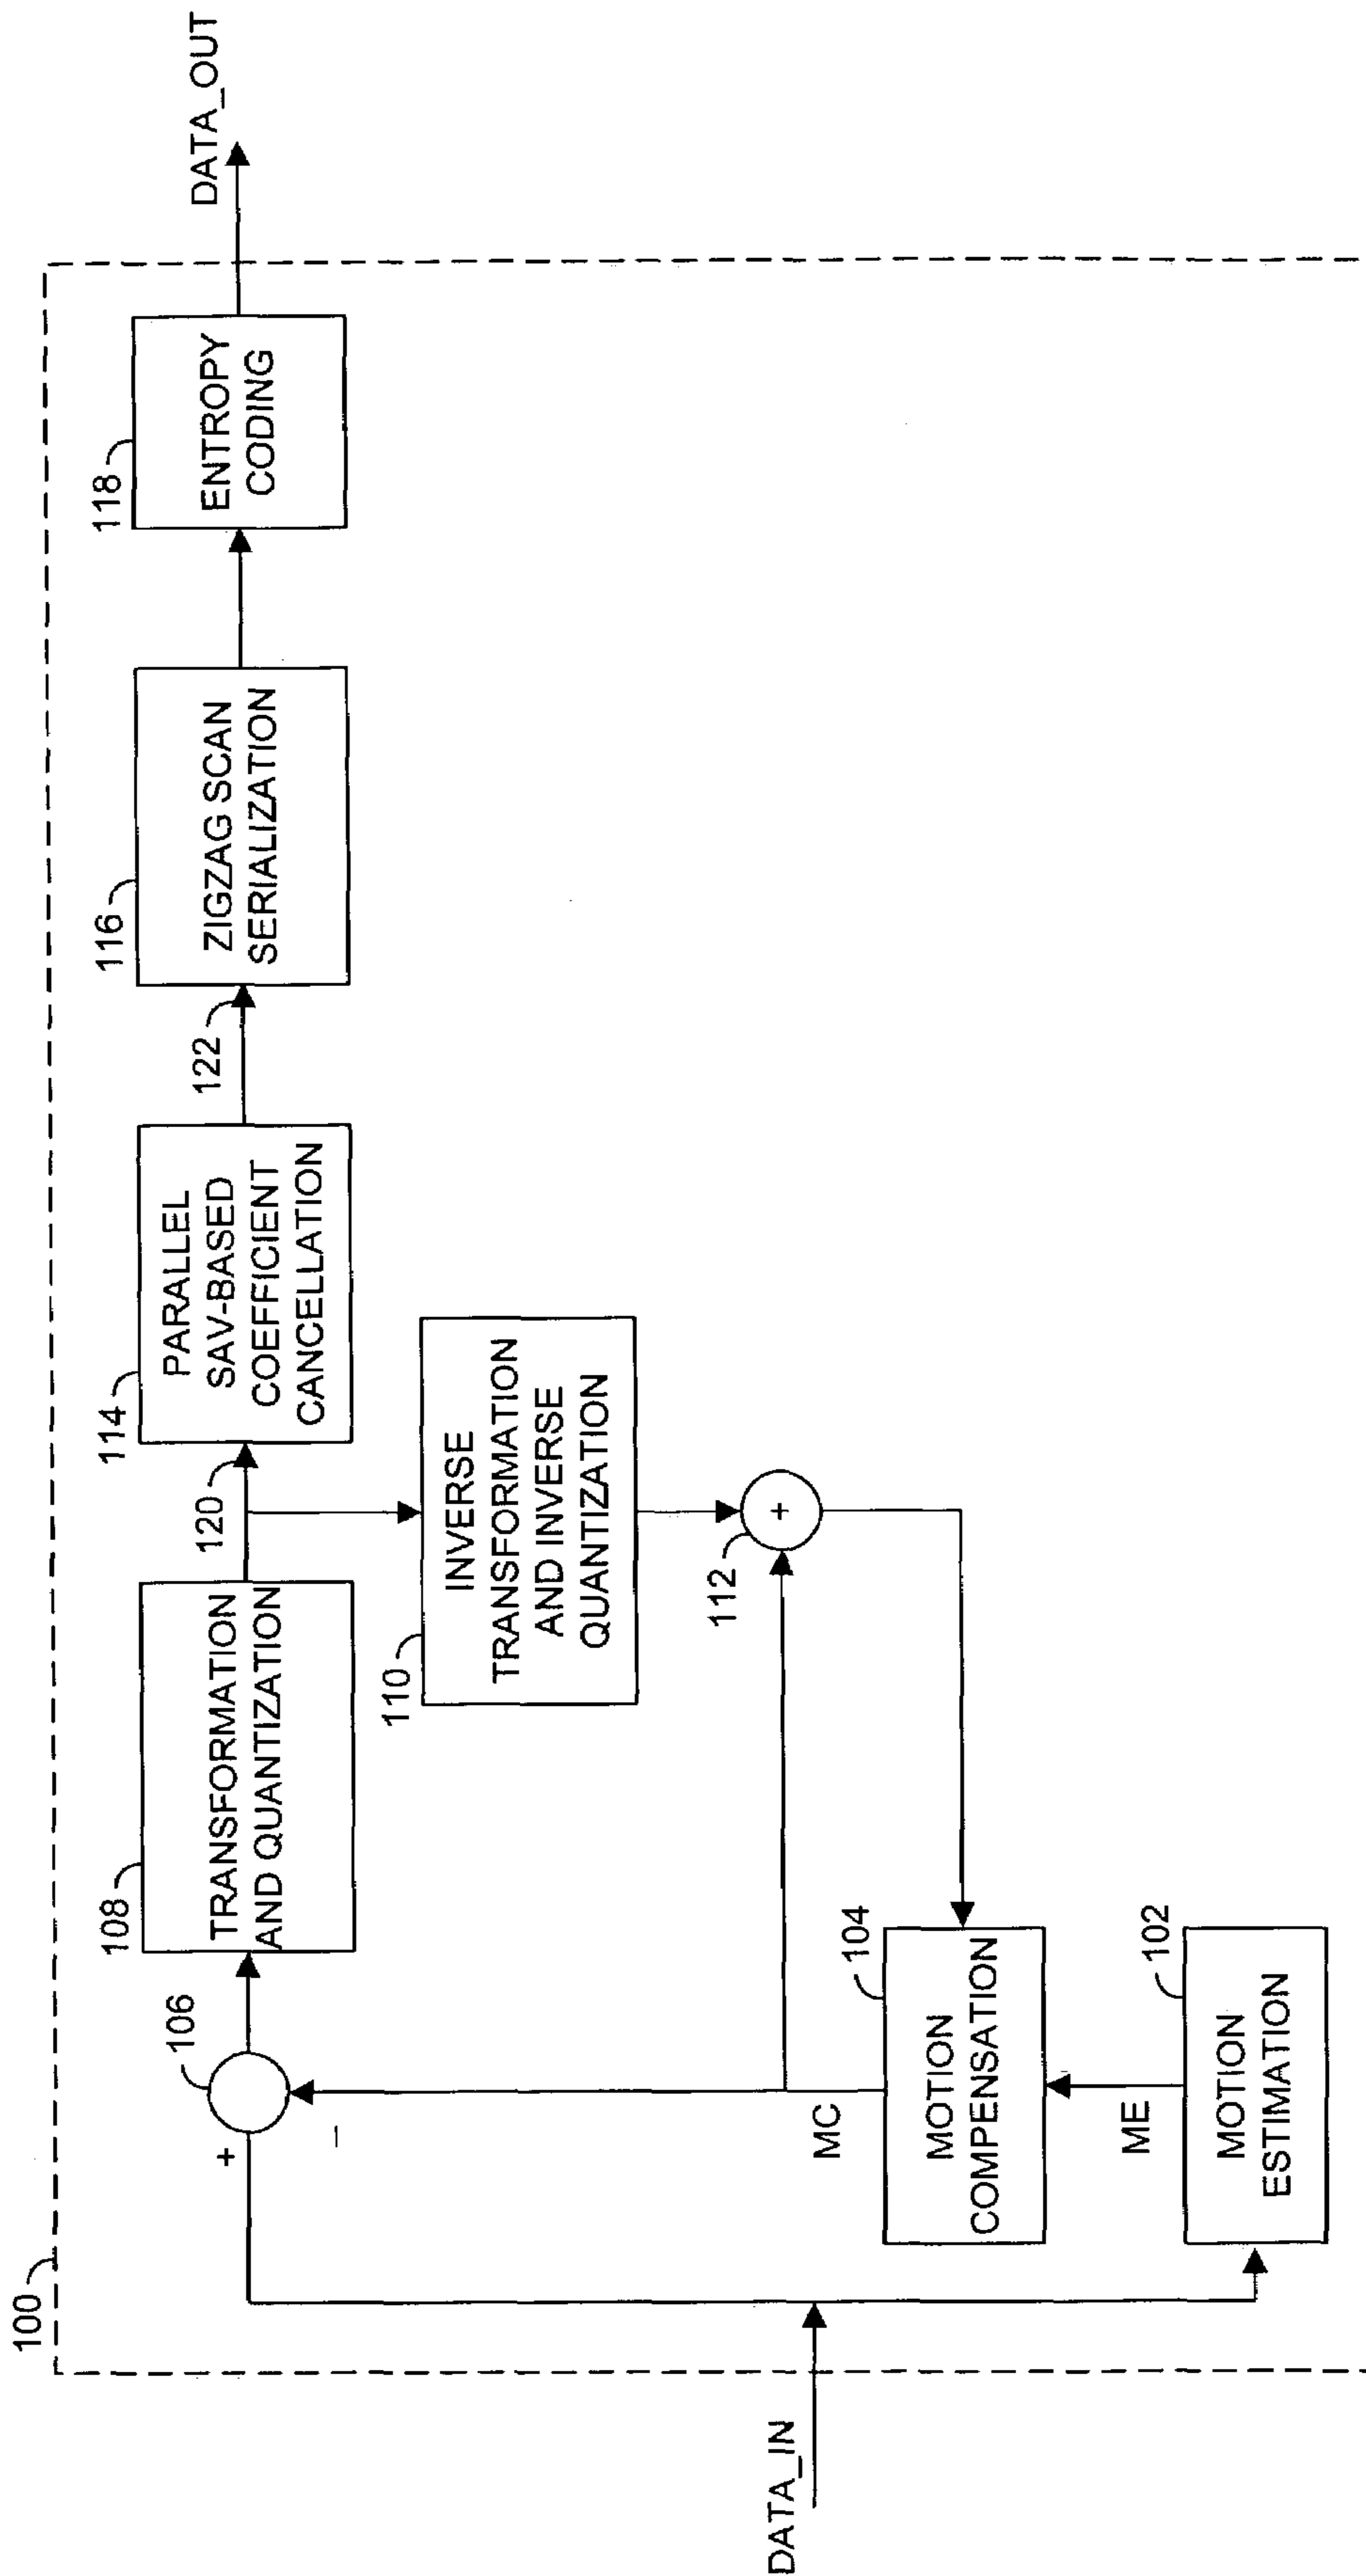 100
DATA_IN
+
106
−
108
TRANSFORMATION
AND QUANTIZATION
120
114
PARALLEL
SAV-BASED
COEFFICIENT
CANCELLATION
122
116
ZIGZAG SCAN
SERIALIZATION
118
ENTROPY
CODING
DATA_OUT
110
INVERSE
TRANSFORMATION
AND INVERSE
QUANTIZATION
112
+
MC
104
MOTION
COMPENSATION
ME
102
MOTION
ESTIMATION